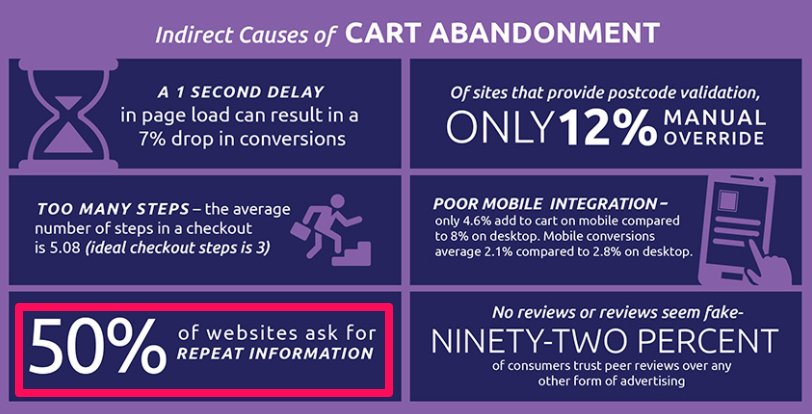 Indirect Causes of CART ABANDONMENT
A 1 SECOND DELAY
in page load can result in a
7% drop in conversions
Of sites that provide postcode validation,
ONLY 12% MANUAL
OVERRIDE
TOO MANY STEPS – the average
number of steps in a checkout
is 5.08 (ideal checkout steps is 3)
POOR MOBILE INTEGRATION –
only 4.6% add to cart on mobile compared
to 8% on desktop. Mobile conversions
average 2.1% compared to 2.8% on desktop.
50% of websites ask for
REPEAT INFORMATION
No reviews or reviews seem fake-
NINETY-TWO PERCENT
of consumers trust peer reviews over any
other form of advertising